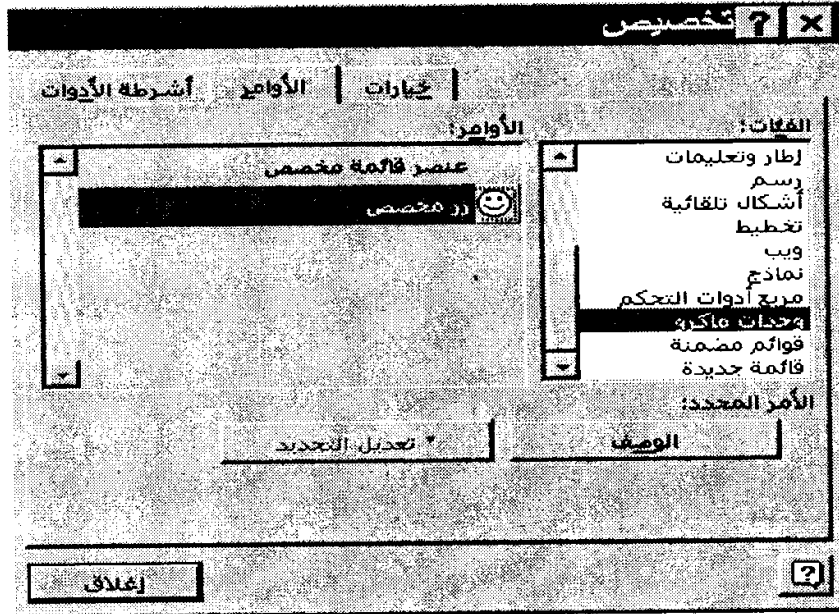 تخصيص
أشرطة الأدوات
الأوامر
خيارات
الفئات:
إطار وتعليمات
رسم
أشكال تلقائية
تخطيط
ويب
نماذج
مربع أدوات التحكم
وحدات ماكرو
قوائم مضمنة
قائمة جديدة
الأوامر:
عنصر قائمة مخصص
زر مخصص
الأمر المحدد:
الوصف
تعديل التحديد
إغلاق